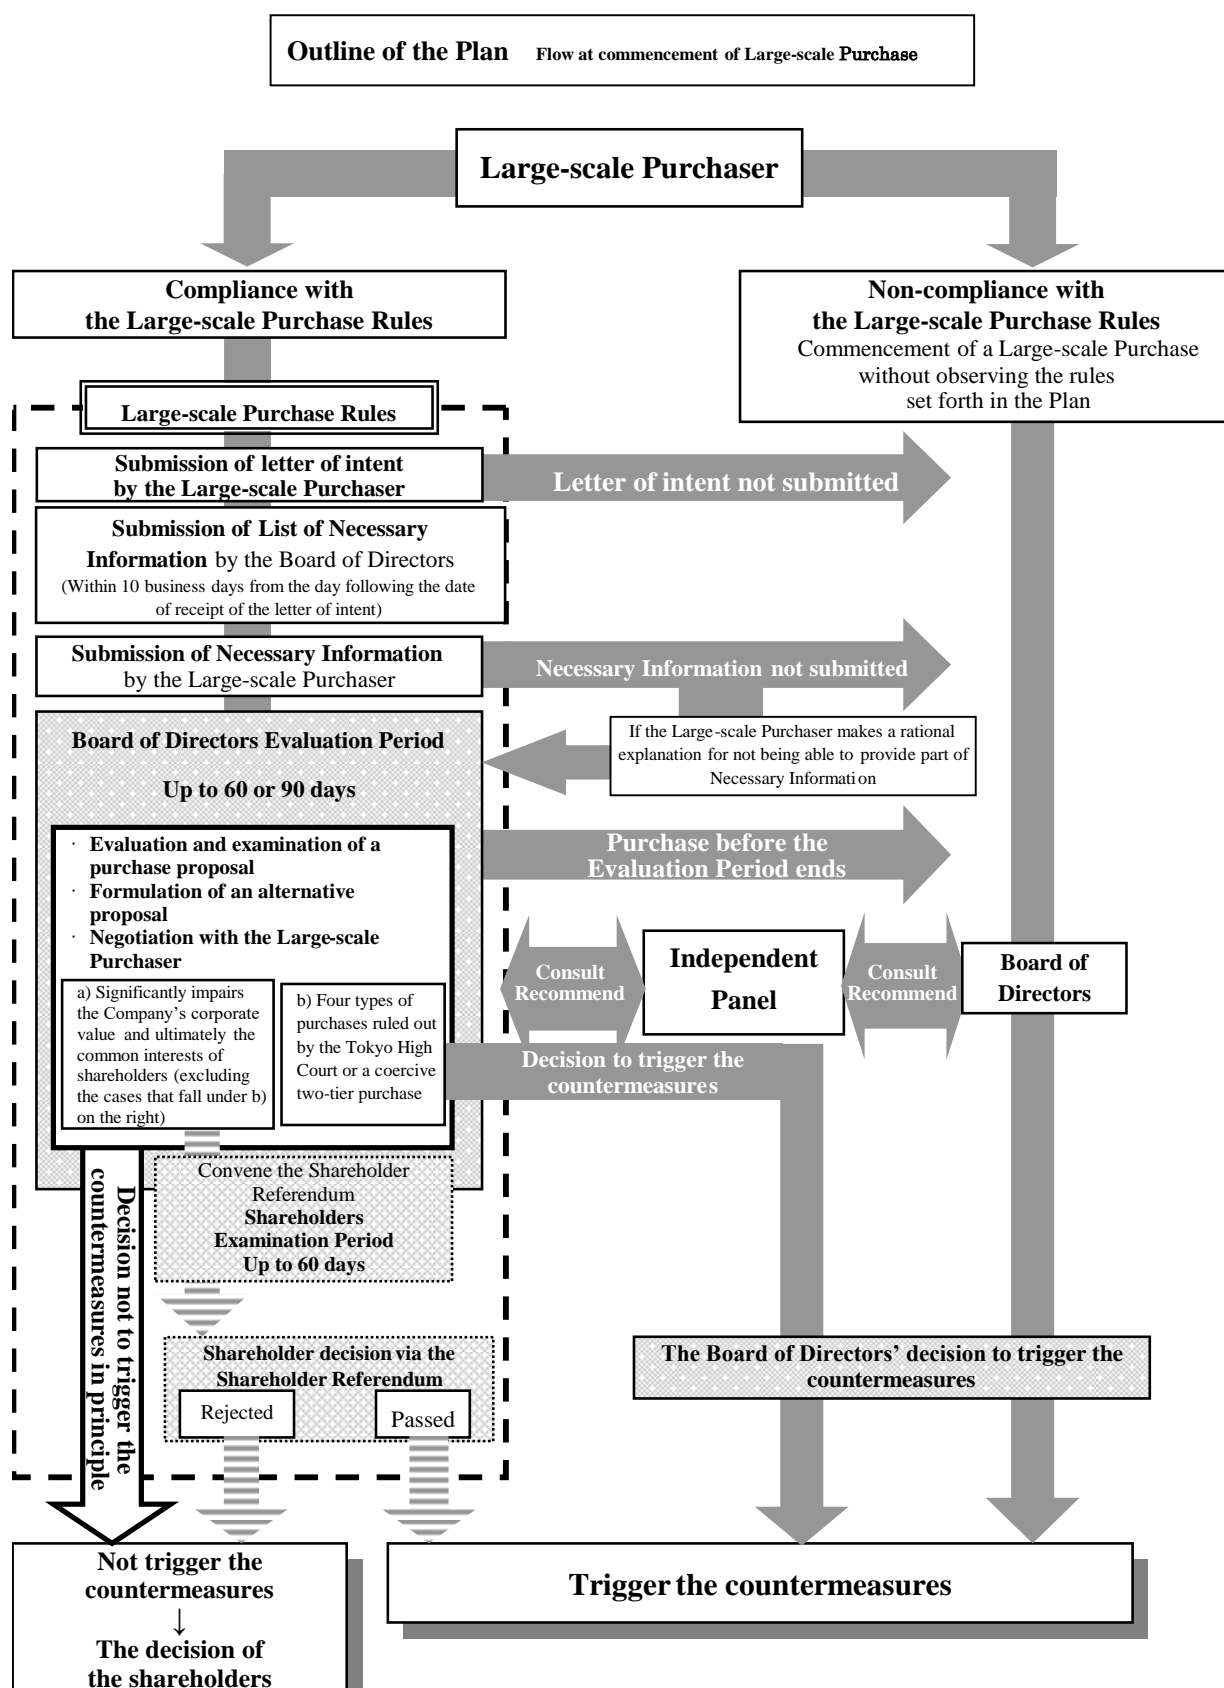 Outline of the Plan Flow at commencement of Large-scale Purchase
Large-scale Purchaser
Compliance with
the Large-scale Purchase Rules
Non-compliance with
the Large-scale Purchase Rules
Commencement of a Large-scale Purchase
without observing the rules
set forth in the Plan
Large-scale Purchase Rules
Submission of letter of intent
by the Large-scale Purchaser
Letter of intent not submitted
Submission of List of Necessary
Information by the Board of Directors
(Within 10 business days from the day following the date
of receipt of the letter of intent)
Submission of Necessary Information
by the Large-scale Purchaser
Necessary Information not submitted
If the Large-scale Purchaser makes a rational
explanation for not being able to provide part of
Necessary Information
Board of Directors Evaluation Period
Up to 60 or 90 days
Purchase before the
Evaluation Period ends
· Evaluation and examination of a
purchase proposal
· Formulation of an alternative
proposal
· Negotiation with the Large-scale
Purchaser
a) Significantly impairs
the Company's corporate
value and ultimately the
common interests of
shareholders (excluding
the cases that fall under b)
on the right)
b) Four types of
purchases ruled out
by the Tokyo High
Court or a coercive
two-tier purchase
Consult
Recommend
Independent
Panel
Consult
Recommend
Board of
Directors
Decision to trigger the
countermeasures
Convene the Shareholder
Referendum
Shareholders
Examination Period
Up to 60 days
Decision not to trigger the
countermeasures in principle
Shareholder decision via the
Shareholder Referendum
Rejected
Passed
The Board of Directors' decision to trigger the
countermeasures
Not trigger the
countermeasures
↓
The decision of
the shareholders
Trigger the countermeasures